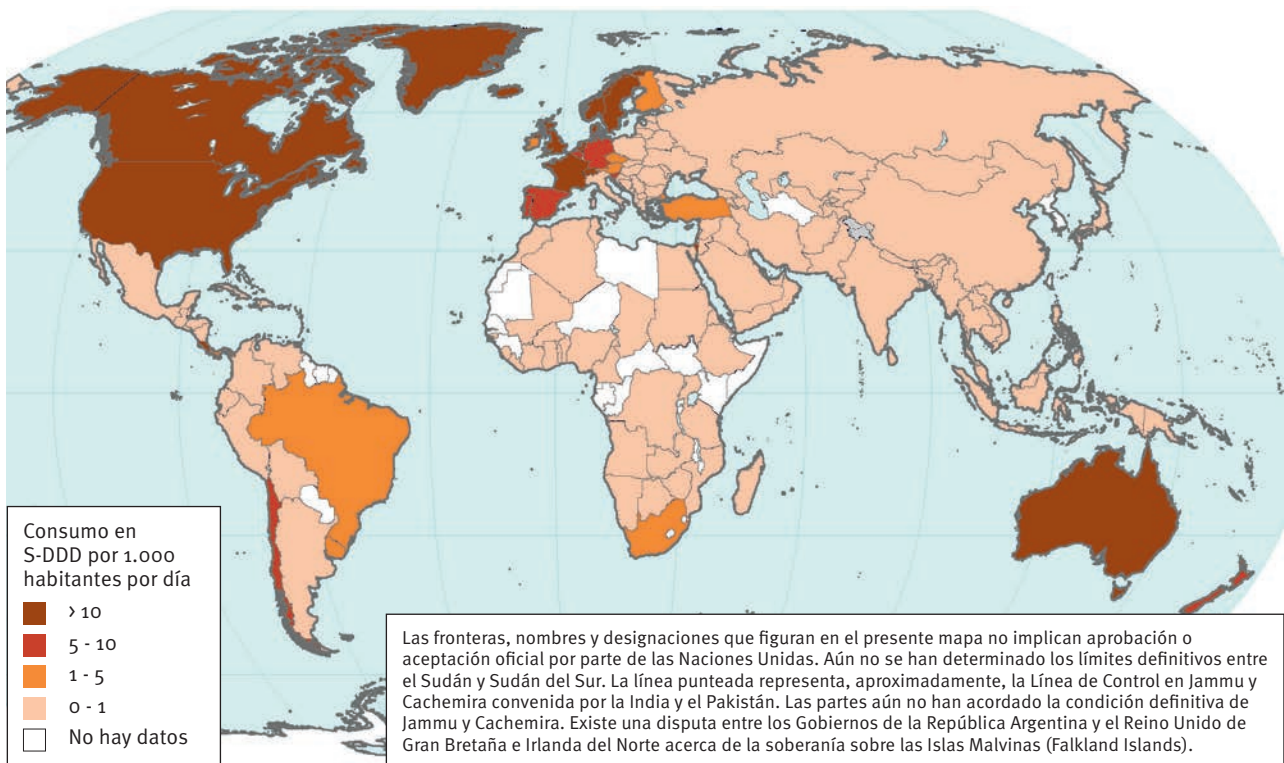 Consumo en
S-DDD por 1.000
habitantes por día
> 10
5 - 10
1 - 5
0 - 1
No hay datos
Las fronteras, nombres y designaciones que figuran en el presente mapa no implican aprobación o
aceptación oficial por parte de las Naciones Unidas. Aún no se han determinado los límites definitivos entre
el Sudán y Sudán del Sur. La línea punteada representa, aproximadamente, la Línea de Control en Jammu y
Cachemira convenida por la India y el Pakistán. Las partes aún no han acordado la condición definitiva de
Jammu y Cachemira. Existe una disputa entre los Gobiernos de la República Argentina y el Reino Unido de
Gran Bretaña e Irlanda del Norte acerca de la soberanía sobre las Islas Malvinas (Falkland Islands).